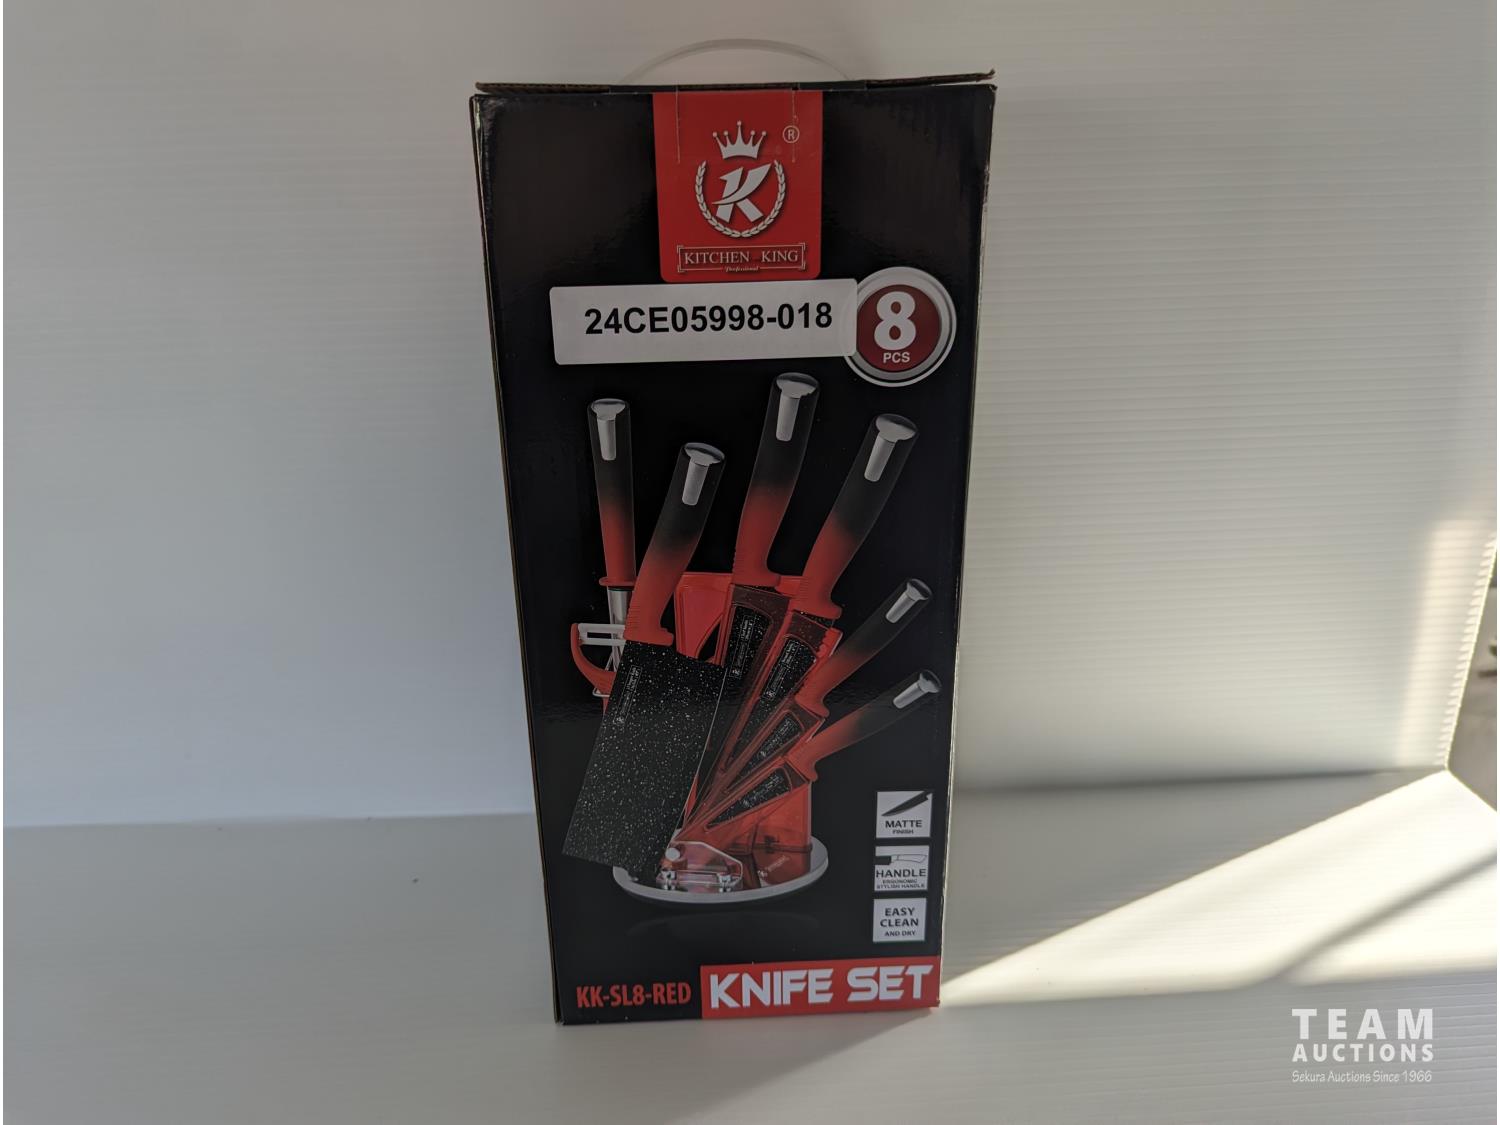 ®
K
KITCHEN KING
Professional
24CE05998-018
8
PCS
MATTE
FINISH
HANDLE
ERGONOMIC
STYLISH HANDLE
EASY
CLEAN
AND DRY
KK-SL8-RED KNIFE SET
TEAM
AUCTIONS
Sekura Auctions Since 1966